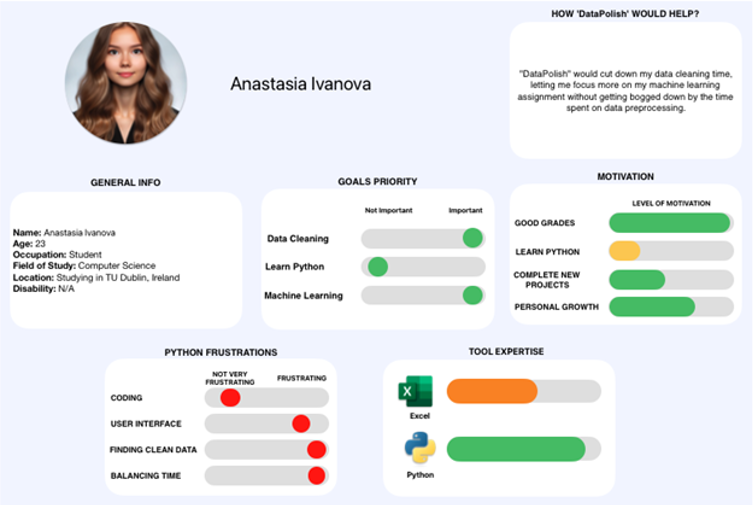 HOW 'DataPolish' WOULD HELP?
Anastasia Ivanova
"DataPolish" would cut down my data cleaning time,
letting me focus more on my machine learning
assignment without getting bogged down by the time
spent on data preprocessing.
GENERAL INFO
Name: Anastasia Ivanova
Age: 23
Occupation: Student
Field of Study: Computer Science
Location: Studying in TU Dublin, Ireland
Disability: N/A
GOALS PRIORITY
Not Important
Important
Data Cleaning
Learn Python
Machine Learning
MOTIVATION
LEVEL OF MOTIVATION
GOOD GRADES
LEARN PYTHON
COMPLETE NEW
PROJECTS
PERSONAL GROWTH
PYTHON FRUSTRATIONS
NOT VERY
FRUSTRATING
FRUSTRATING
CODING
USER INTERFACE
FINDING CLEAN DATA
BALANCING TIME
TOOL EXPERTISE
X
Excel
Python